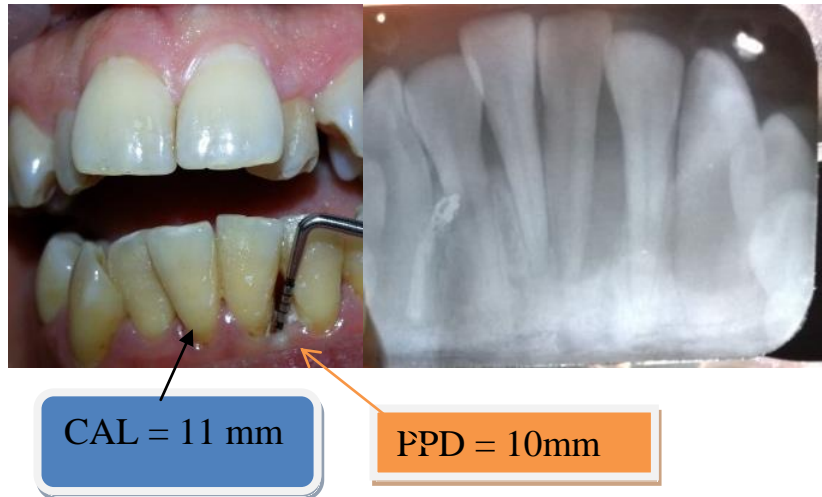 CAL = 11 mm
PPD = 10mm